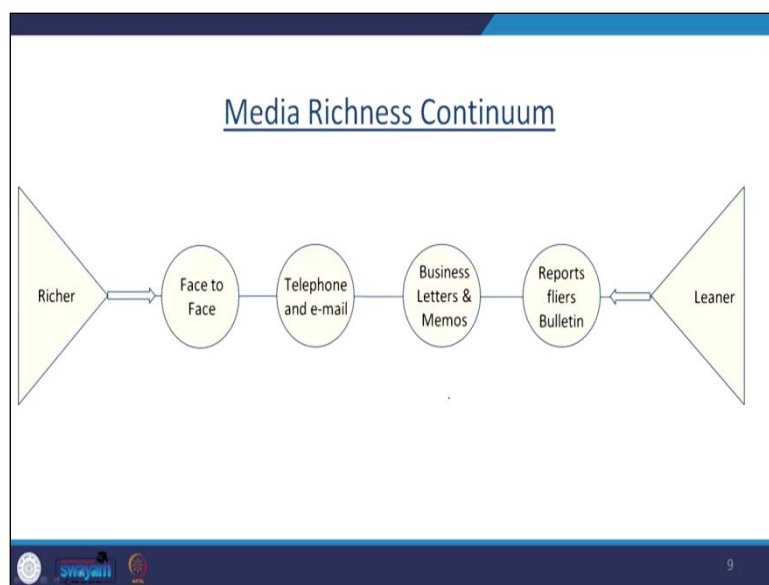 Media Richness Continuum
Richer
Face to
Face
Telephone
and e-mail
Business
Letters &
Memos
Reports
fliers
Bulletin
Leaner
swayam
9